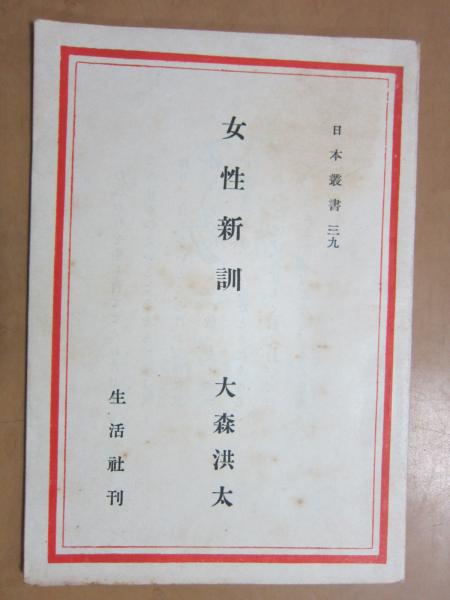 日本叢書 三九
女性新訓
大森洪太
生活社刊